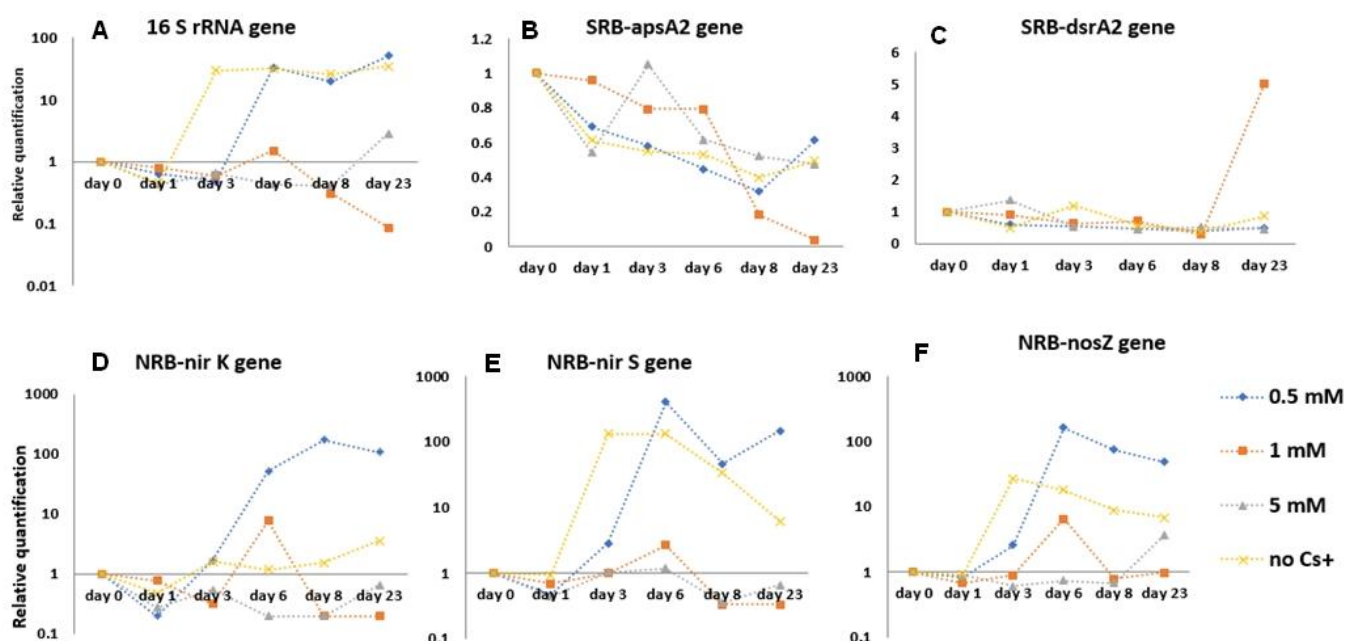 A 16 S rRNA gene
Relative quantification
100
10
1
0.1
0.01
day 0 day 1 day 3 day 6 day 8 day 23
B SRB-apsA2 gene
1.2
1
0.8
0.6
0.4
0.2
0
day 0 day 1 day 3 day 6 day 8 day 23
C SRB-dsrA2 gene
6
5
4
3
2
1
0
day 0 day 1 day 3 day 6 day 8 day 23
D NRB-nir K gene
Relative quantification
1000
100
10
1
0.1
day 0 day 1 day 3 day 6 day 8 day 23
E NRB-nir S gene
1000
100
10
1
0.1
day 0 day 1 day 3 day 6 day 8 day 23
F NRB-nosZ gene
1000
100
10
1
0.1
day 0 day 1 day 3 day 6 day 8 day 23
0.5 mM
1 mM
5 mM
no Cs+